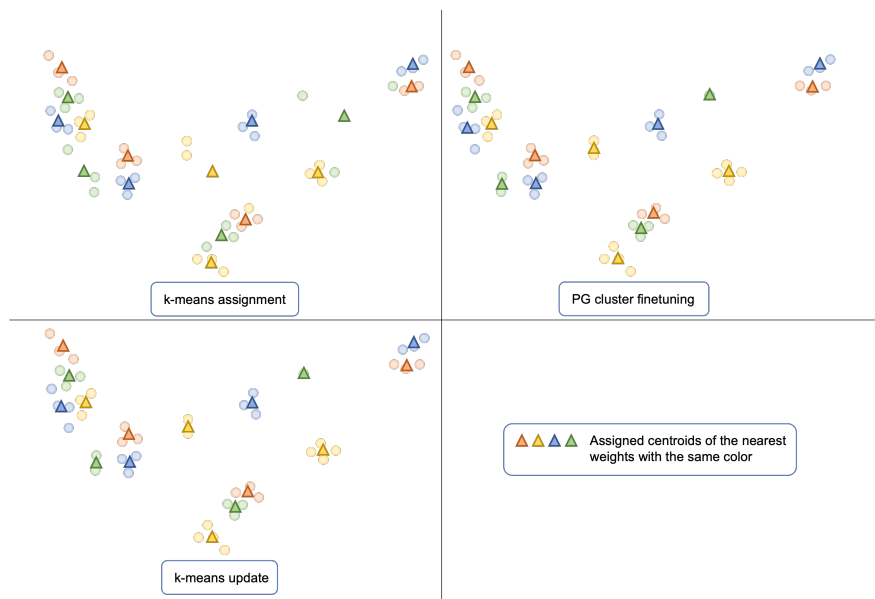 k-means assignment
PG cluster finetuning
k-means update
Assigned centroids of the nearest
weights with the same color